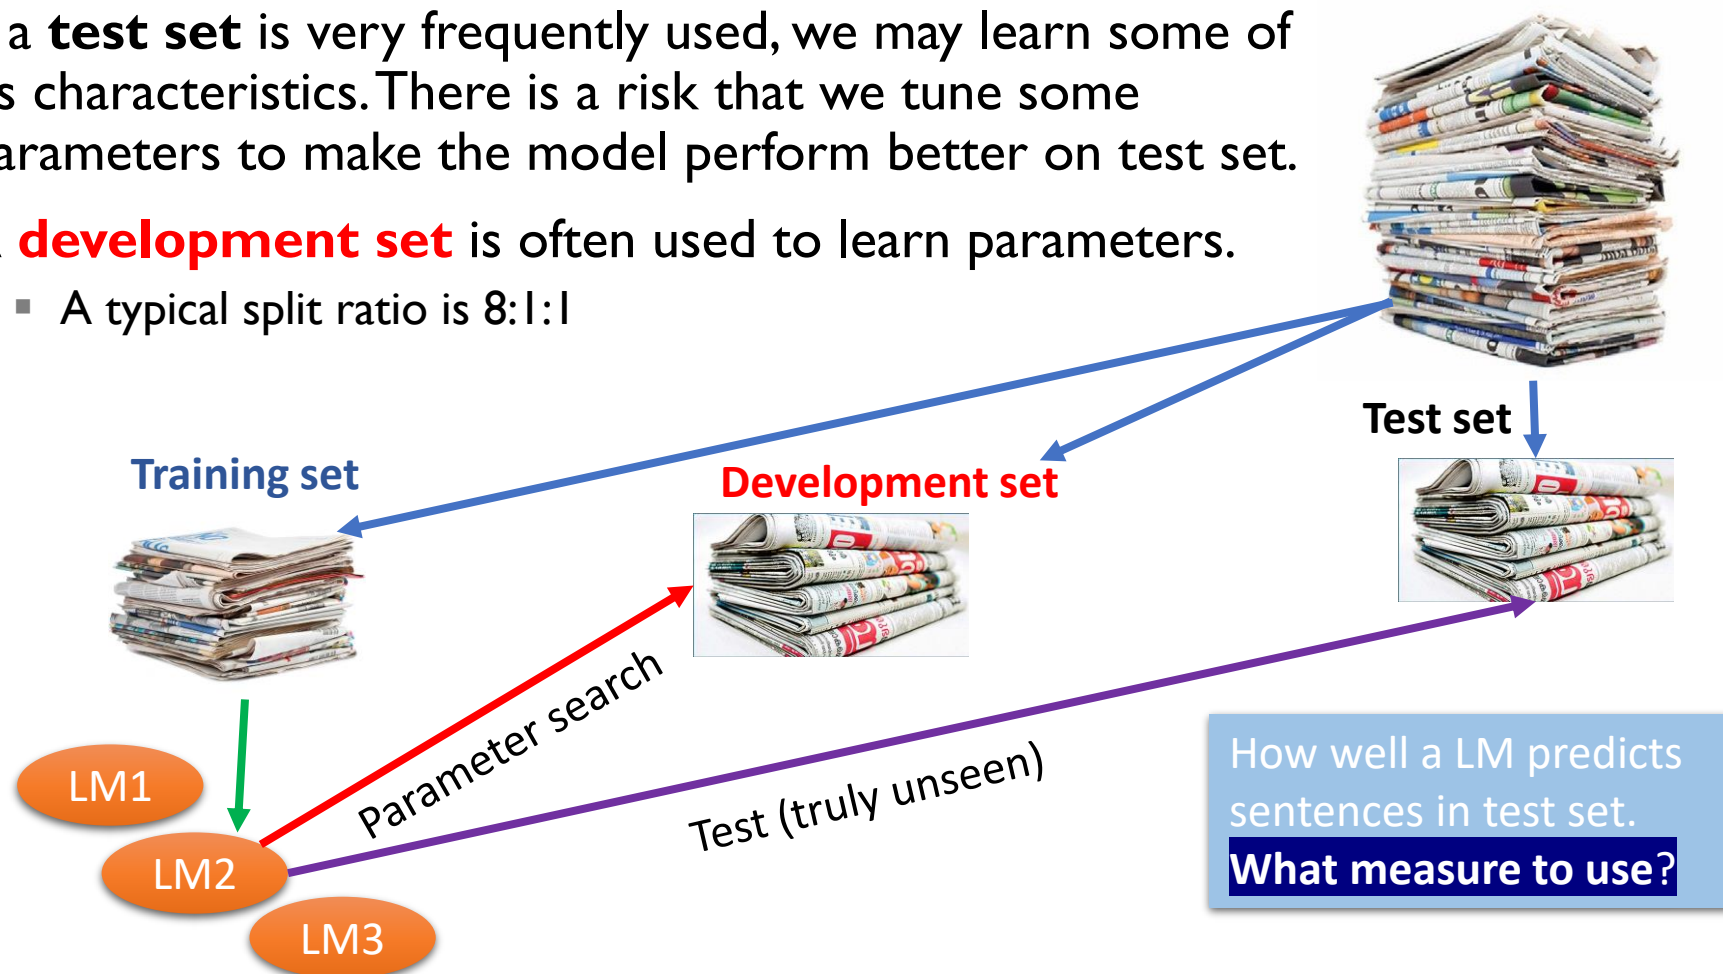 a test set is very frequently used, we may learn some of
s characteristics. There is a risk that we tune some
arameters to make the model perform better on test set.
development set is often used to learn parameters.
▪ A typical split ratio is 8:1:1
Test set
Training set
Development set
Parameter search
Test (truly unseen)
LM1
LM2
LM3
How well a LM predicts
sentences in test set.
What measure to use?